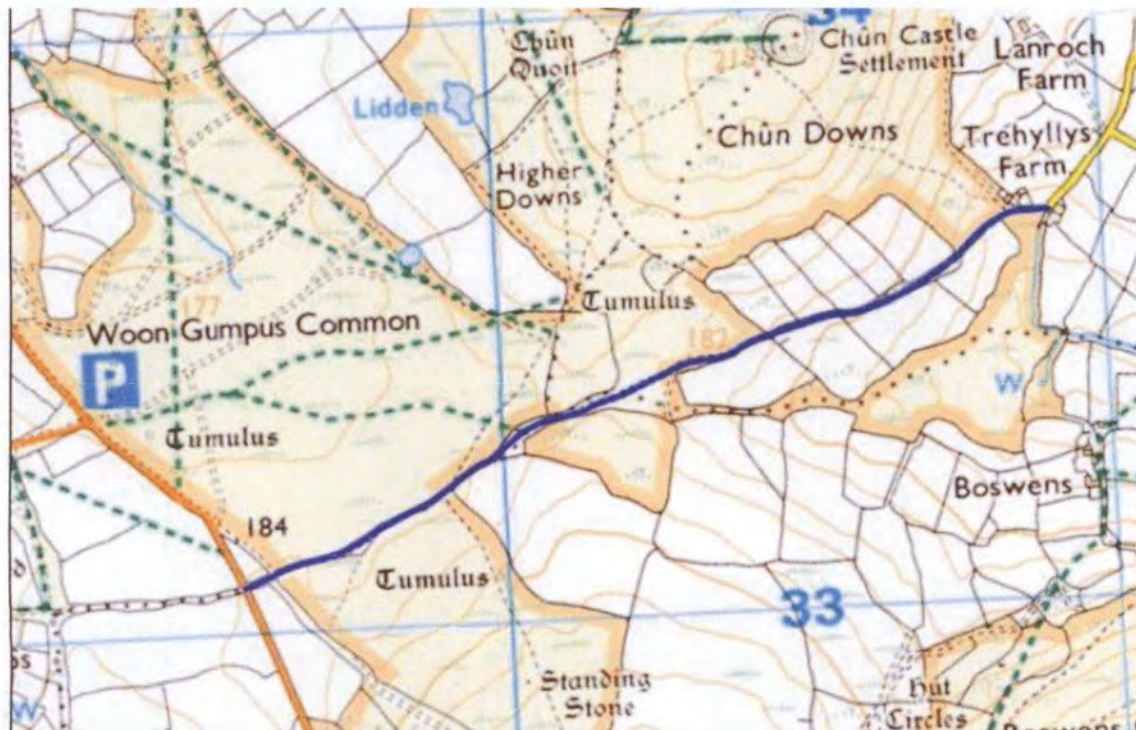 34
Chûn
Quoit
219
Chûn Castle
Settlement
Lanroch
Farm
Lidden
Chûn Downs
Trehyllys
Farm
Higher
Downs
177
Woon Gumpus Common
Tumulus
182
P
W
Tumulus
Boswens
184
Tumulus
33
Standing
Stone
Hut
Circles
W